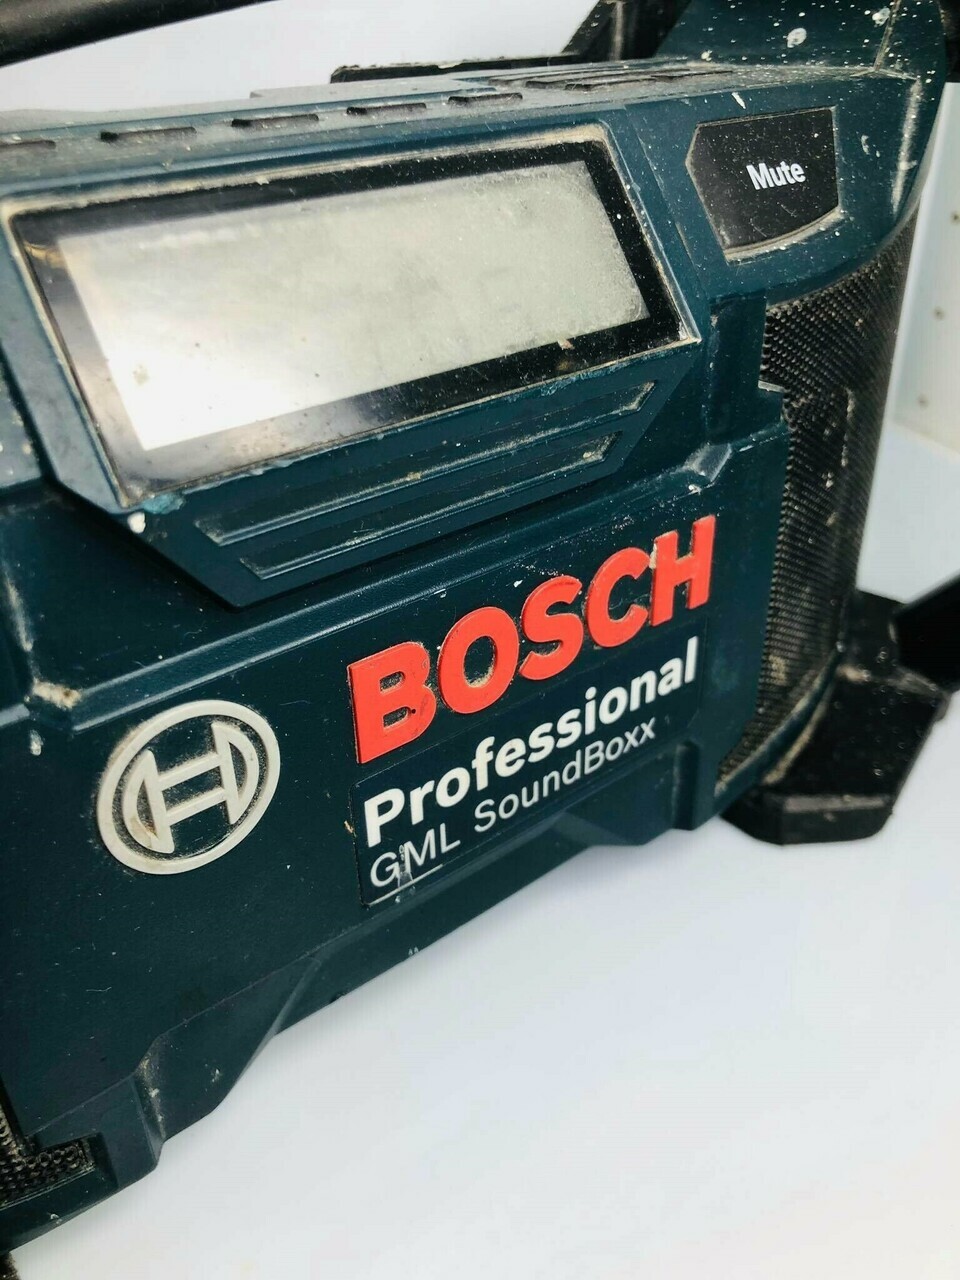 Mute
BOSCH
Professional
GML SoundBoxx